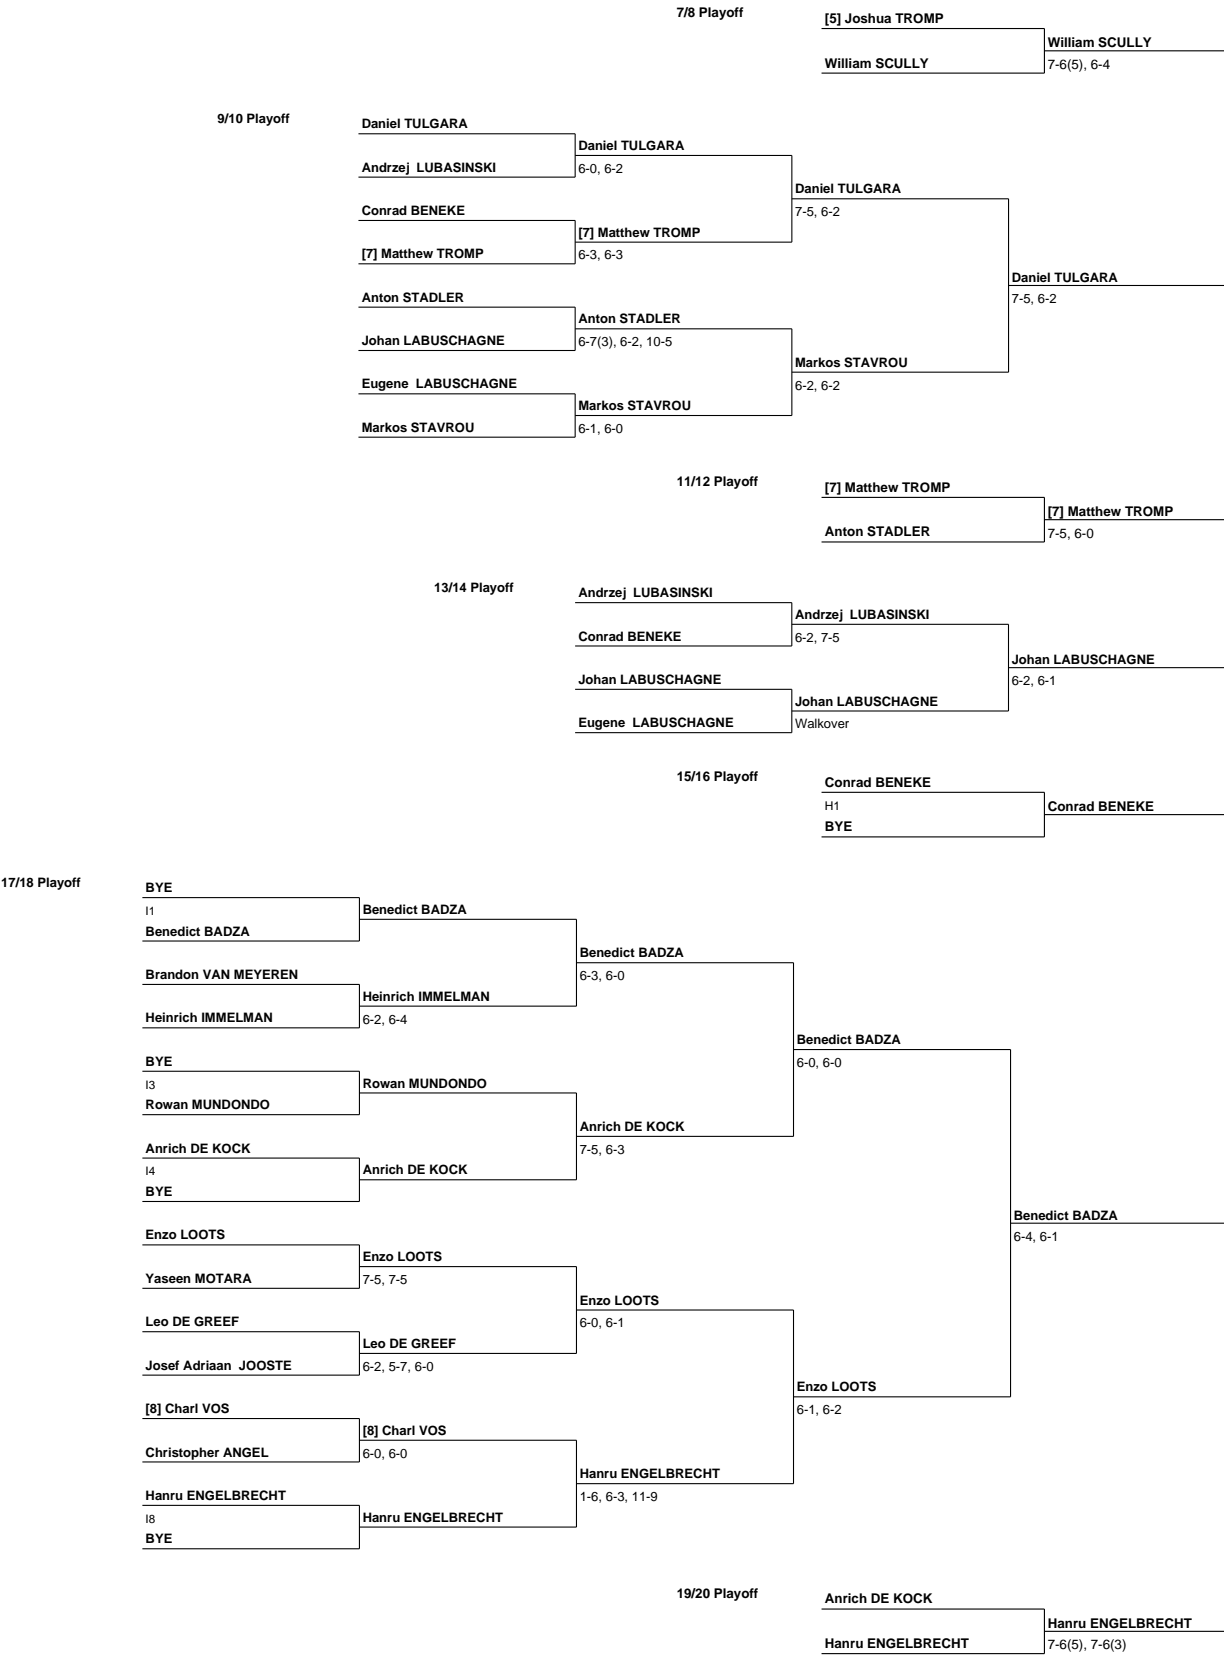 7/8 Playoff
[5] Joshua TROMP
William SCULLY
William SCULLY
7-6(5), 6-4
9/10 Playoff
Daniel TULGARA
Daniel TULGARA
Andrzej LUBASINSKI
6-0, 6-2
Daniel TULGARA
Conrad BENEKE
7-5, 6-2
[7] Matthew TROMP
[7] Matthew TROMP
6-3, 6-3
Daniel TULGARA
Anton STADLER
7-5, 6-2
Anton STADLER
Johan LABUSCHAGNE
6-7(3), 6-2, 10-5
Markos STAVROU
Eugene LABUSCHAGNE
6-2, 6-2
Markos STAVROU
Markos STAVROU
6-1, 6-0
11/12 Playoff
[7] Matthew TROMP
[7] Matthew TROMP
Anton STADLER
7-5, 6-0
13/14 Playoff
Andrzej LUBASINSKI
Andrzej LUBASINSKI
Conrad BENEKE
6-2, 7-5
Johan LABUSCHAGNE
Johan LABUSCHAGNE
6-2, 6-1
Johan LABUSCHAGNE
Eugene LABUSCHAGNE
Walkover
15/16 Playoff
Conrad BENEKE
H1
Conrad BENEKE
BYE
17/18 Playoff
BYE
I1
Benedict BADZA
Benedict BADZA
Benedict BADZA
Brandon VAN MEYEREN
6-3, 6-0
Heinrich IMMELMAN
Heinrich IMMELMAN
6-2, 6-4
Benedict BADZA
BYE
6-0, 6-0
I3
Rowan MUNDONDO
Rowan MUNDONDO
Anrich DE KOCK
Anrich DE KOCK
7-5, 6-3
I4
Anrich DE KOCK
BYE
Benedict BADZA
Enzo LOOTS
6-4, 6-1
Enzo LOOTS
Yaseen MOTARA
7-5, 7-5
Enzo LOOTS
Leo DE GREEF
6-0, 6-1
Leo DE GREEF
Josef Adriaan JOOSTE
6-2, 5-7, 6-0
Enzo LOOTS
[8] Charl VOS
6-1, 6-2
[8] Charl VOS
Christopher ANGEL
6-0, 6-0
Hanru ENGELBRECHT
Hanru ENGELBRECHT
1-6, 6-3, 11-9
I8
Hanru ENGELBRECHT
BYE
19/20 Playoff
Anrich DE KOCK
Hanru ENGELBRECHT
Hanru ENGELBRECHT
7-6(5), 7-6(3)